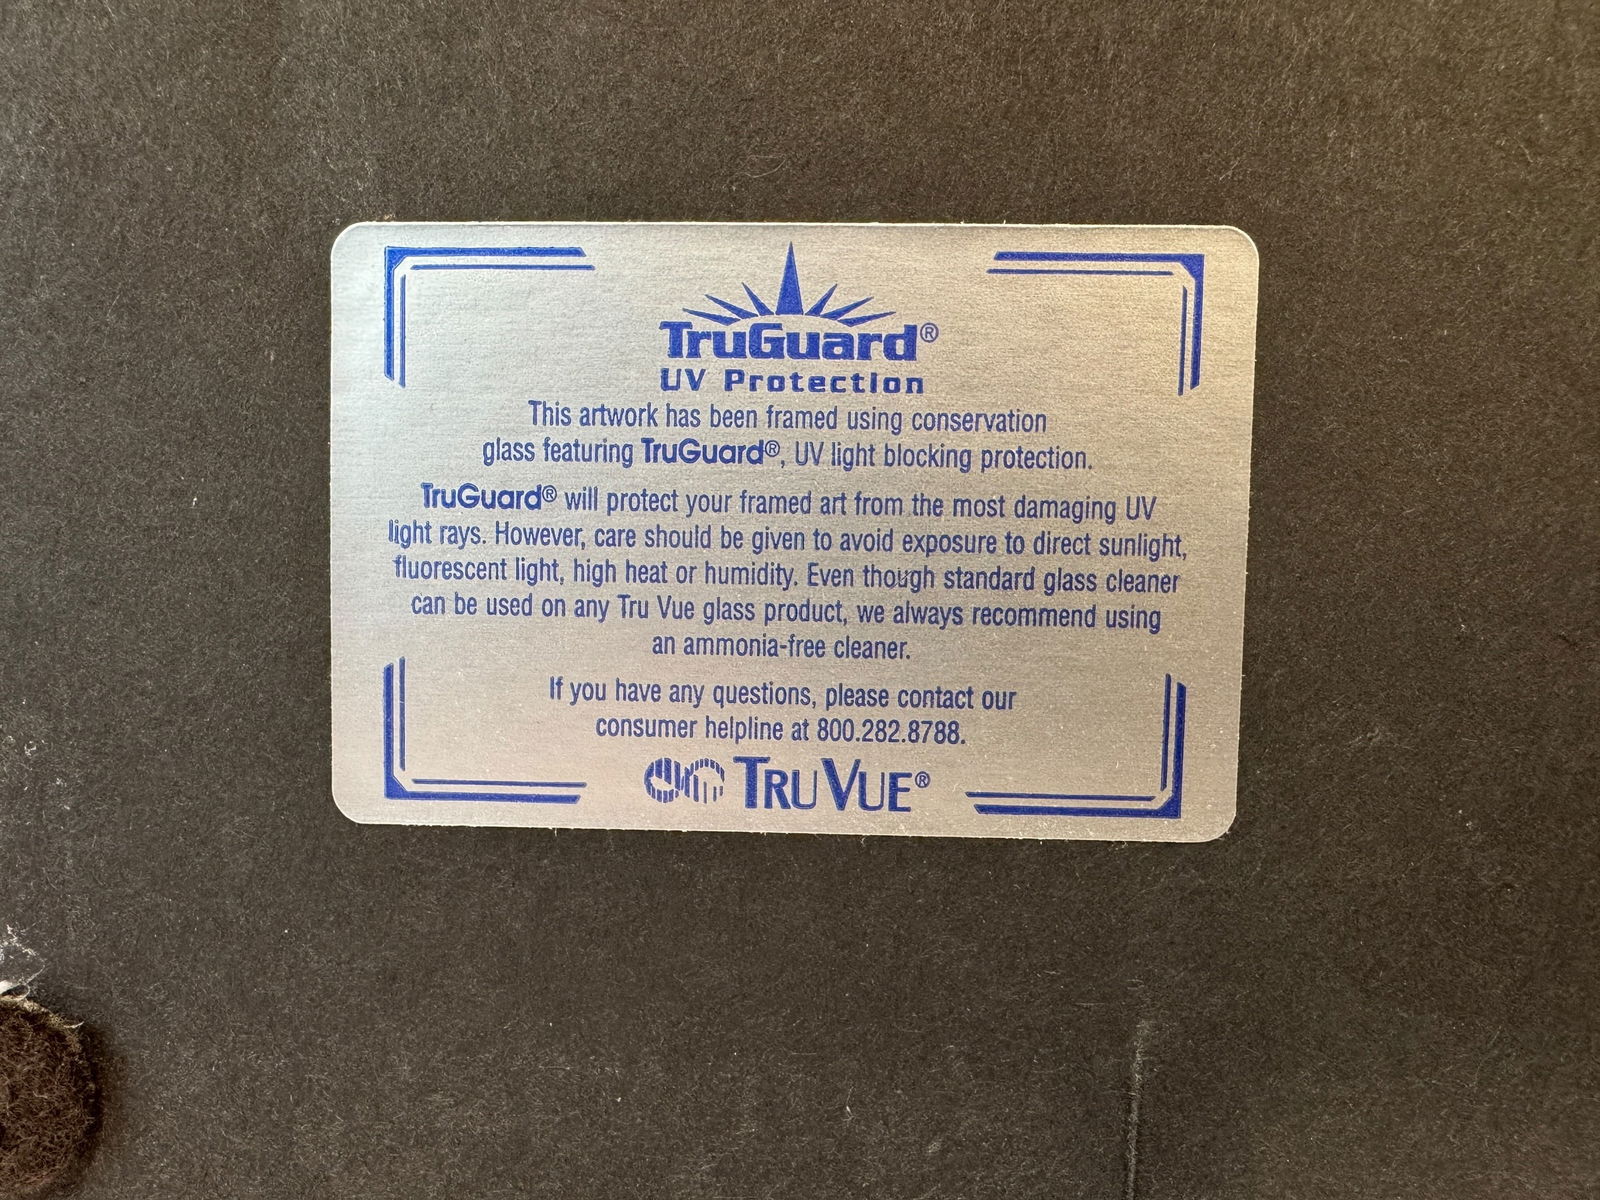 TruGuard®
UV Protection
This artwork has been framed using conservation
glass featuring TruGuard®, UV light blocking protection.
TruGuard® will protect your framed art from the most damaging UV
light rays. However, care should be given to avoid exposure to direct sunlight,
fluorescent light, high heat or humidity. Even though standard glass cleaner
can be used on any Tru Vue glass product, we always recommend using
an ammonia-free cleaner.
If you have any questions, please contact our
consumer helpline at 800.282.8788.
TRU VUE®